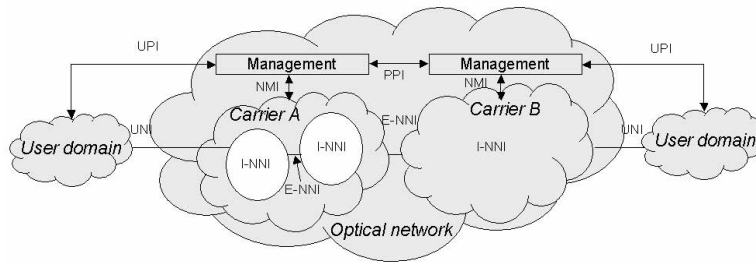 UPI
UPI
Management
PPI
Management
NMI
NMI
Carrier A
Carrier B
UNI
E-NNI
UNI
User domain
I-NNI
I-NNI
I-NNI
User domain
E-NNI
Optical network